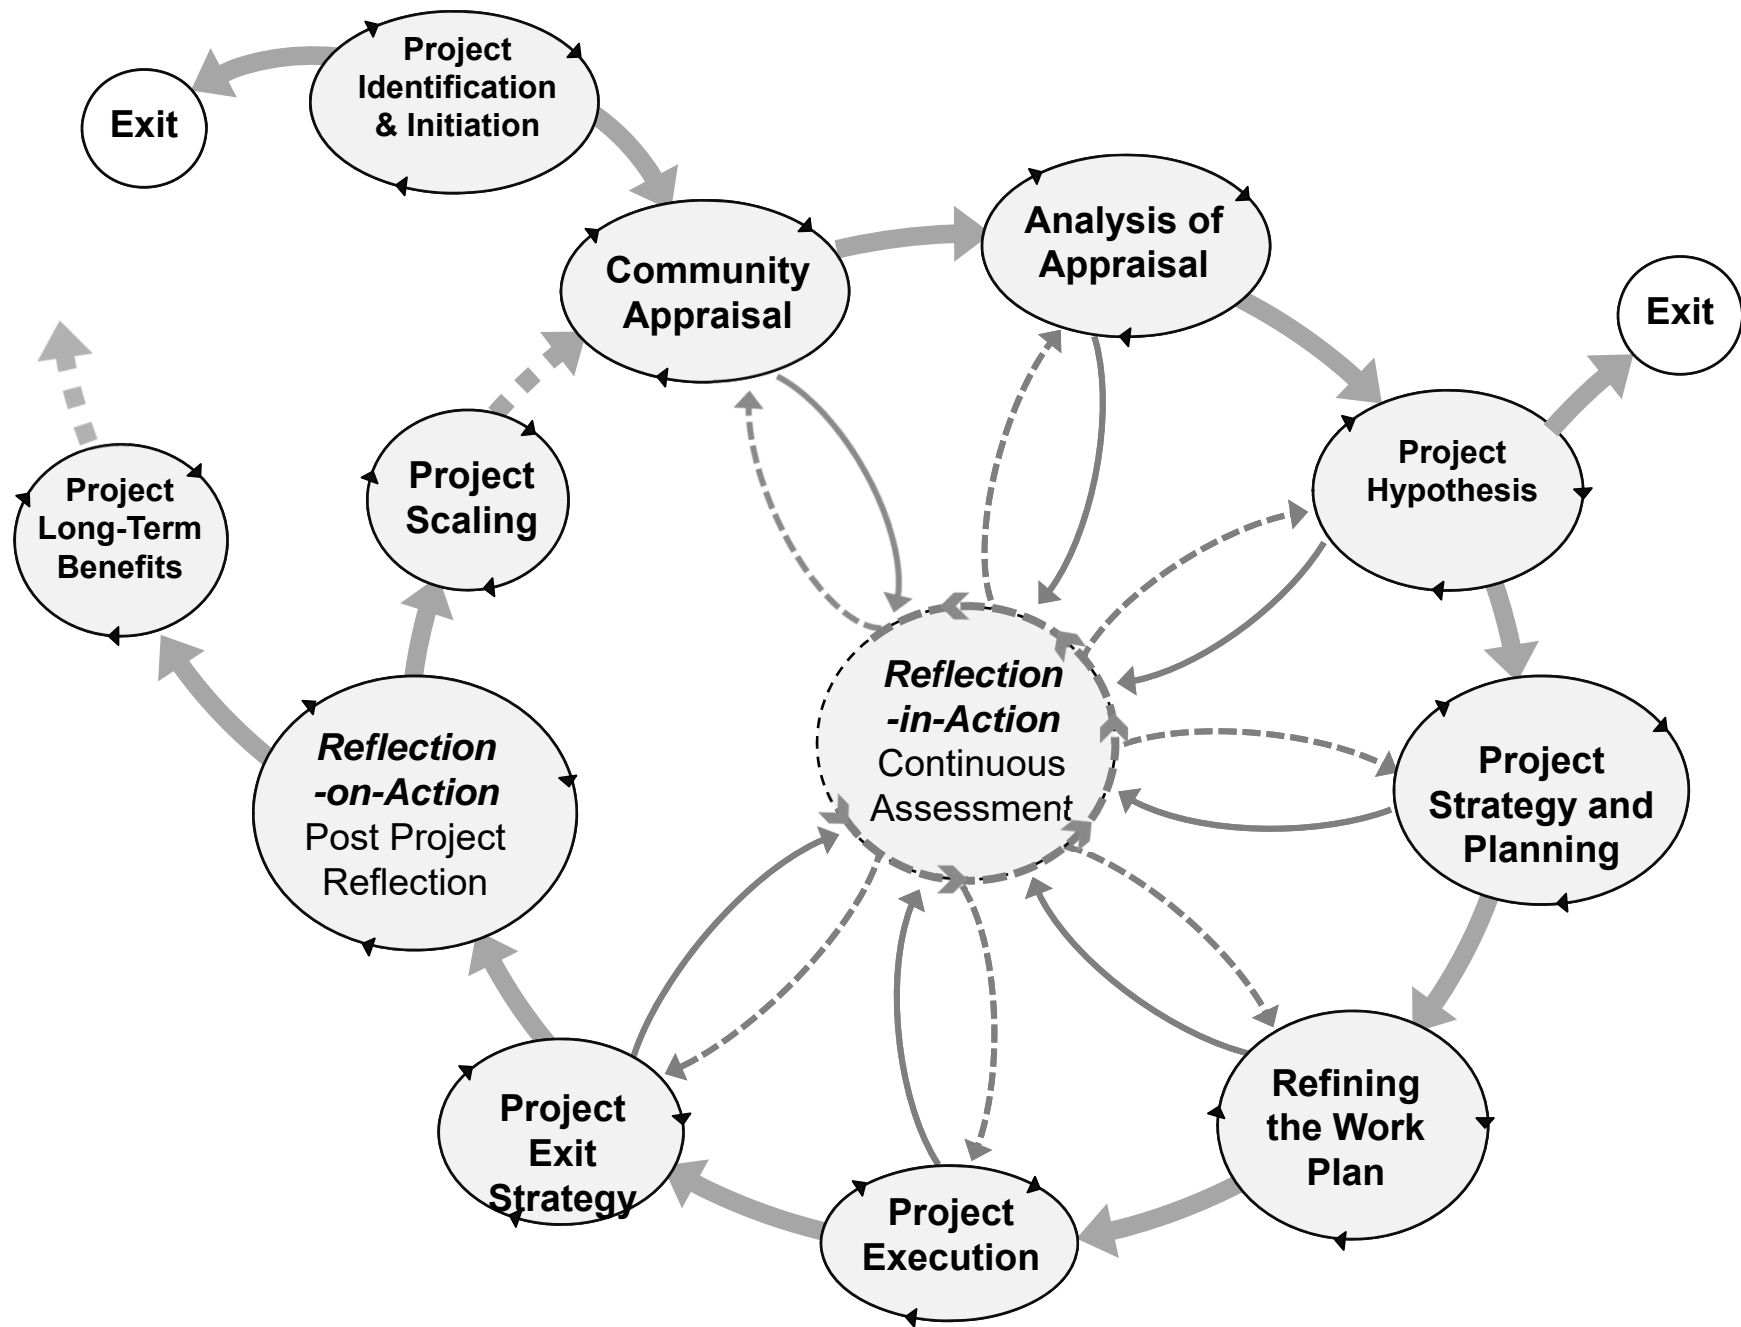 Project
Identification
& Initiation
Exit
Community
Appraisal
Analysis of
Appraisal
Exit
Project
Hypothesis
Project
Strategy and
Planning
Refining
the Work
Plan
Project
Execution
Project
Exit
Strategy
Reflection
-on-Action
Post Project
Reflection
Project
Scaling
Project
Long-Term
Benefits
Reflection
-in-Action
Continuous
Assessment